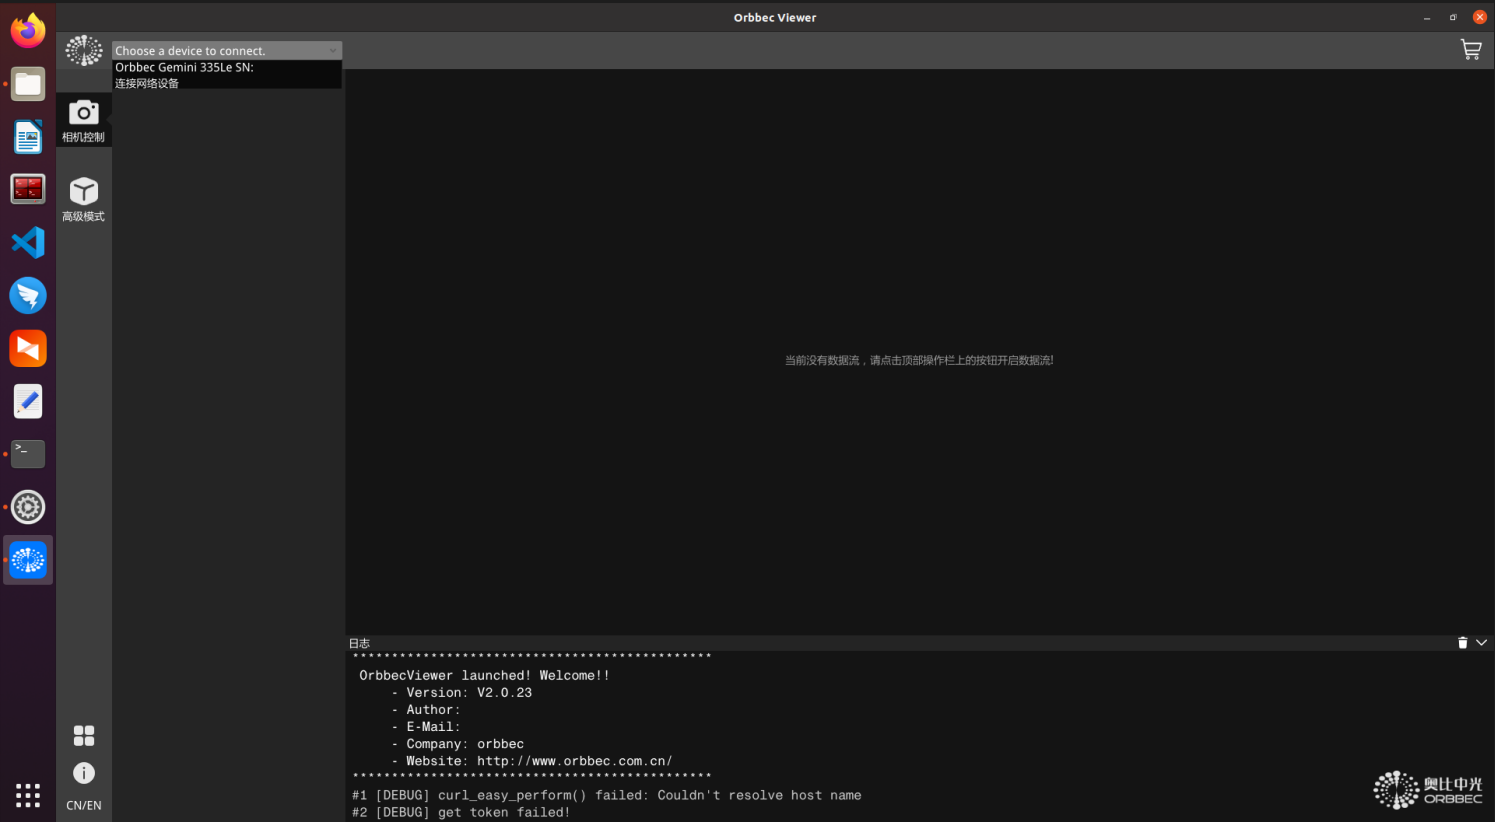 Orbbec Viewer
Choose a device to connect.
Orbbec Gemini 335Le SN:
连接网络设备
相机控制
高级模式
当前没有数据流，请点击顶部操作栏上的按钮开启数据流!
日志
**********************************************
OrbbecViewer launched! Welcome!!
- Version: V2.0.23
- Author:
- E-Mail:
- Company: orbbec
- Website: http://www.orbbec.com.cn/
**********************************************
#1 [DEBUG] curl_easy_perform() failed: Couldn't resolve host name
#2 [DEBUG] get token failed!
CN/EN
奥比中光
ORBBEC